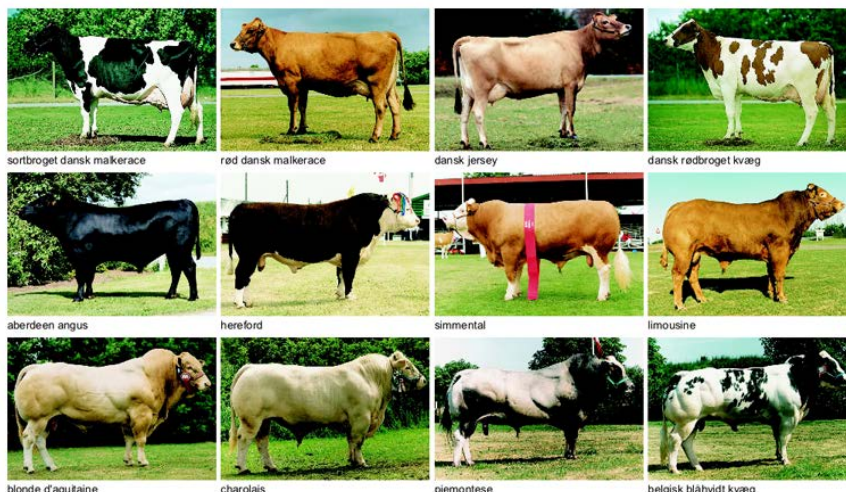 sortbroget dansk malkerace
rød dansk malkerace
dansk jersey
dansk rødbroget kvæg
aberdeen angus
hereford
simmental
limousine
blonde d'aquitaine
charolais
piemontese
belgisk blåhvidt kvæg